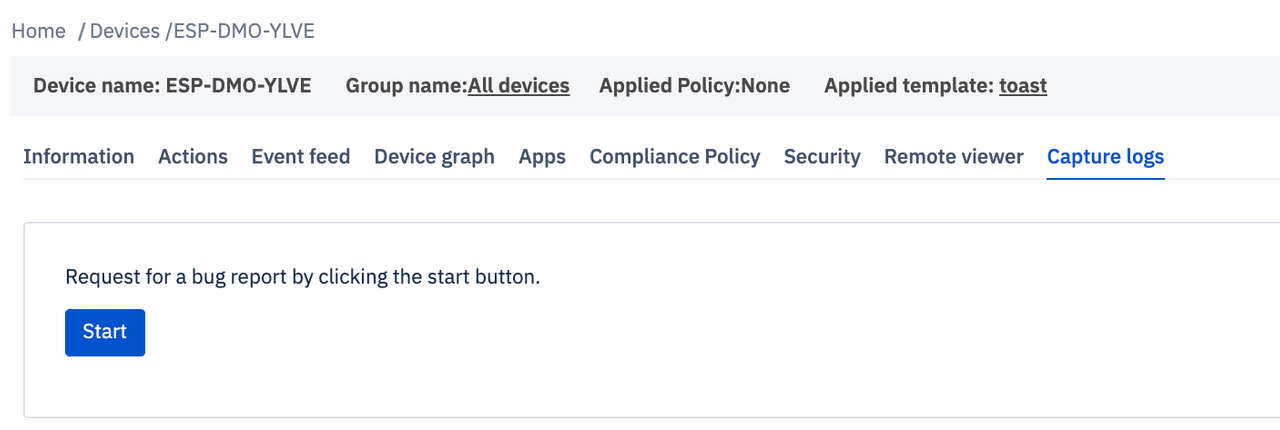 Home / Devices /ESP-DMO-YLVE
Device name: ESP-DMO-YLVE Group name:All devices Applied Policy:None Applied template: toast
Information Actions Event feed Device graph Apps Compliance Policy Security Remote viewer Capture logs
Request for a bug report by clicking the start button.
Start